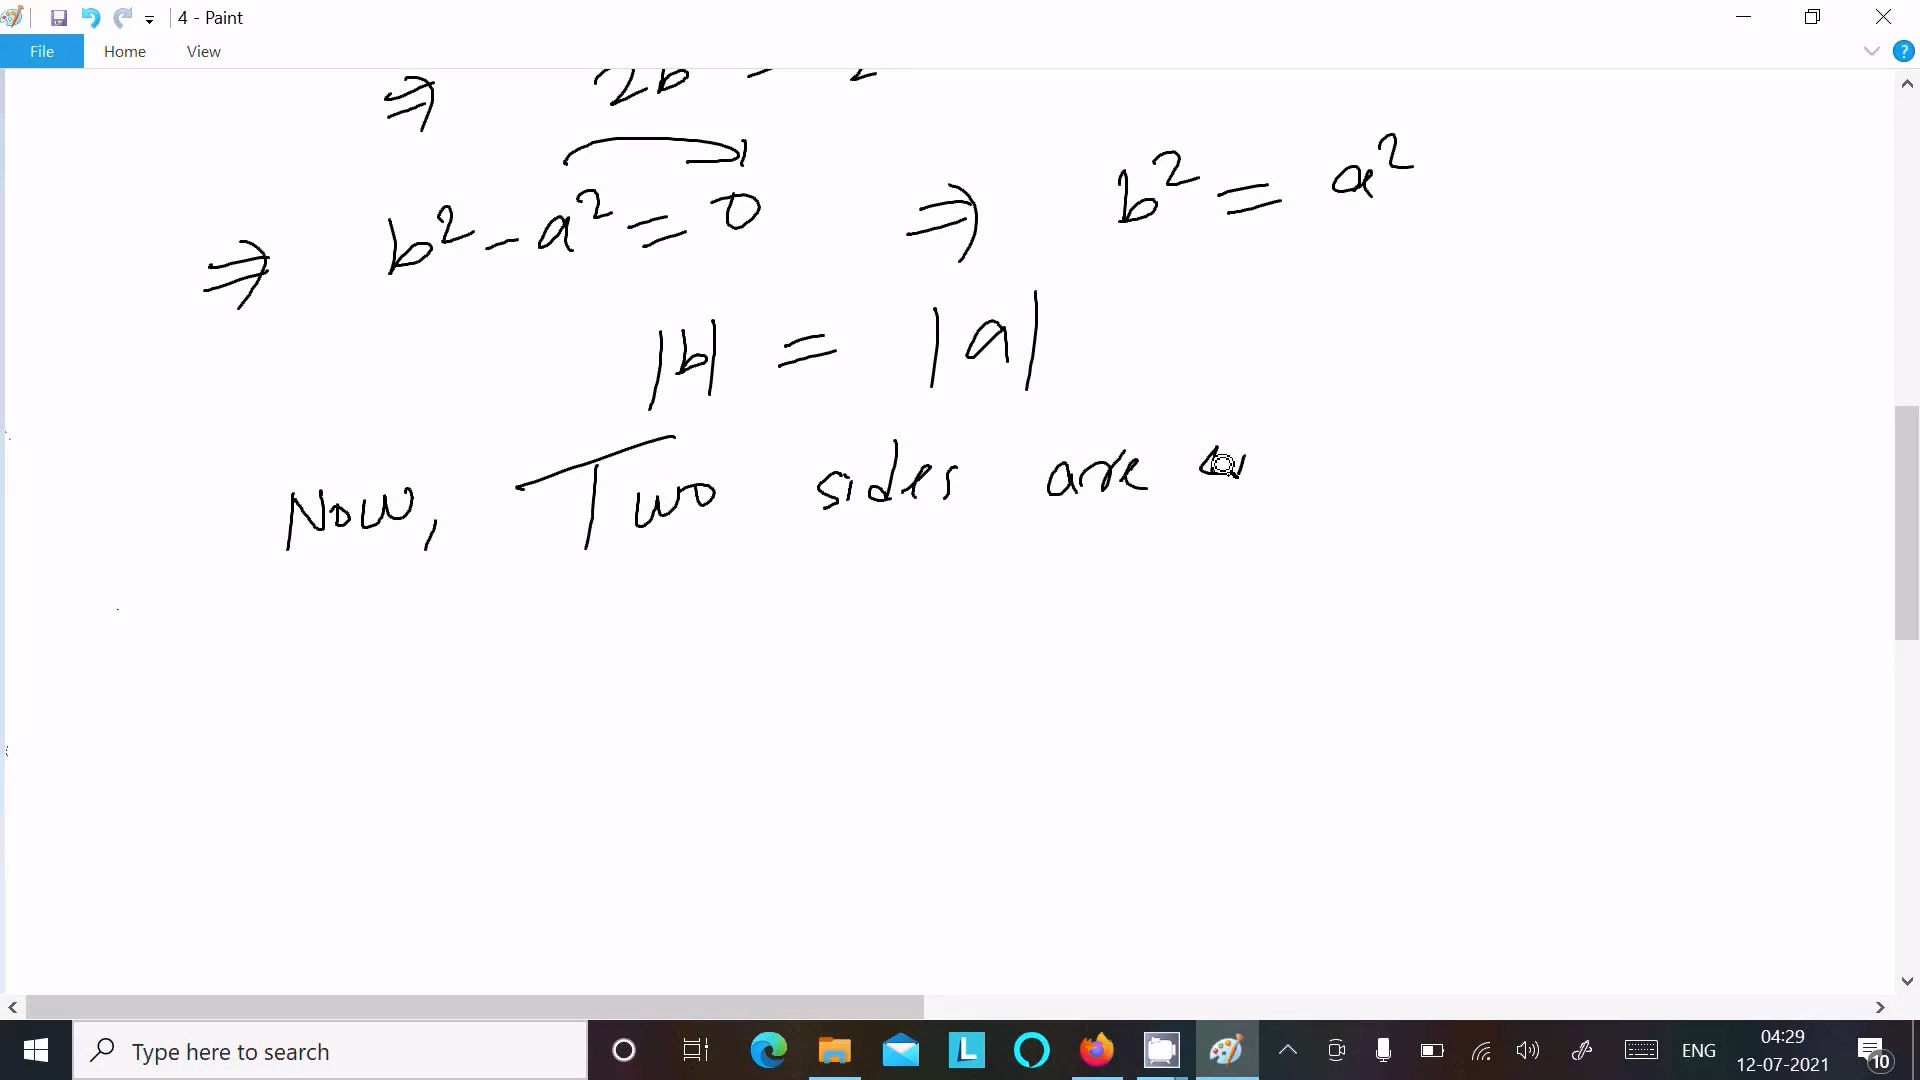 4 - Paint
File Home View
⇒ b² - a² = 0 ⇒ b² = a²
|b| = |a|
Now, Two sides are
Type here to search
L
ENG
04:29
12-07-2021
10